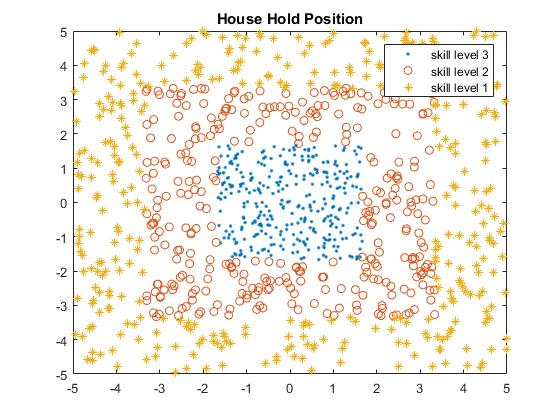 House Hold Position
5
4
3
2
1
0
-1
-2
-3
-4
-5
-5 -4 -3 -2 -1 0 1 2 3 4 5
skill level 3
skill level 2
skill level 1